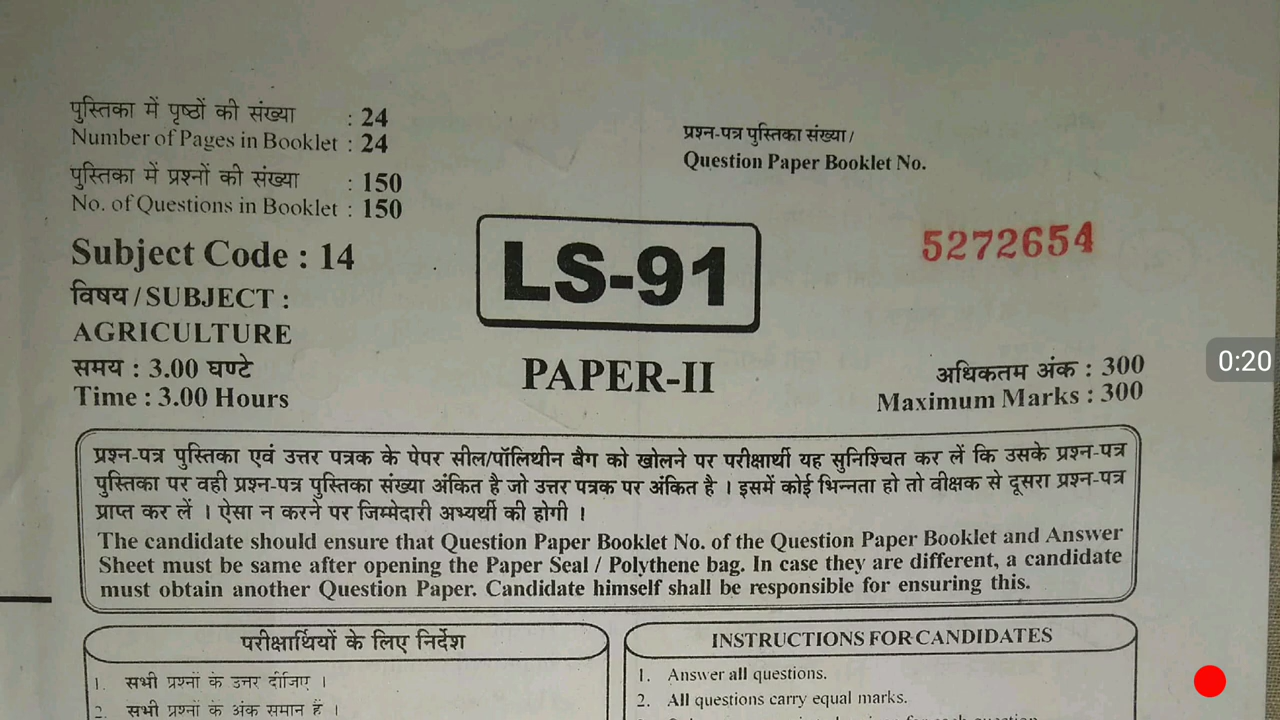 पुस्तिका में पृष्ठों की संख्या : 24
Number of Pages in Booklet : 24
पुस्तिका में प्रश्नों की संख्या : 150
No. of Questions in Booklet : 150
Subject Code : 14
विषय / SUBJECT :
AGRICULTURE
समय : 3.00 घण्टे
Time : 3.00 Hours
LS-91
PAPER-II
प्रश्न-पत्र पुस्तिका संख्या /
Question Paper Booklet No.
5272654
0:20
अधिकतम अंक : 300
Maximum Marks : 300
प्रश्न-पत्र पुस्तिका एवं उत्तर पत्रक के पेपर सील/पॉलिथीन बैग को खोलने पर परीक्षार्थी यह सुनिश्चित कर लें कि उसके प्रश्न-पत्र
पुस्तिका पर वही प्रश्न-पत्र पुस्तिका संख्या अंकित है जो उत्तर पत्रक पर अंकित है । इसमें कोई भिन्नता हो तो वीक्षक से दूसरा प्रश्न-पत्र
प्राप्त कर लें । ऐसा न करने पर जिम्मेदारी अभ्यर्थी की होगी ।
The candidate should ensure that Question Paper Booklet No. of the Question Paper Booklet and Answer
Sheet must be same after opening the Paper Seal / Polythene bag. In case they are different, a candidate
must obtain another Question Paper. Candidate himself shall be responsible for ensuring this.
परीक्षार्थियों के लिए निर्देश
1. सभी प्रश्नों के उत्तर दीजिए ।
2. सभी प्रश्नों के अंक समान हैं ।
INSTRUCTIONS FOR CANDIDATES
1. Answer all questions.
2. All questions carry equal marks.